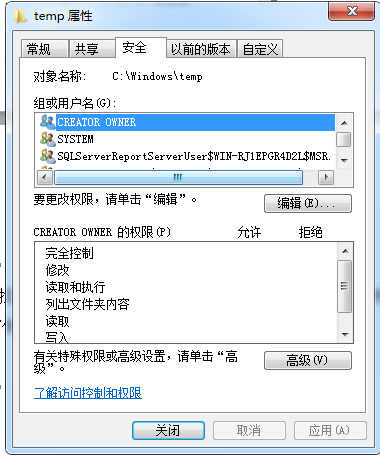 temp 属性
常规 共享 安全 以前的版本 自定义
对象名称: C:\Windows\temp
组或用户名(G):
CREATOR OWNER
SYSTEM
SQLServerReportServerUser$WIN-RJ1EPGR4D2L$MSR.
要更改权限，请单击“编辑”。
编辑(E)...
CREATOR OWNER 的权限(P) 允许 拒绝
完全控制
修改
读取和执行
列出文件夹内容
读取
写入
有关特殊权限或高级设置，请单击“高
级”。
高级(V)
了解访问控制和权限
关闭 取消 应用(A)